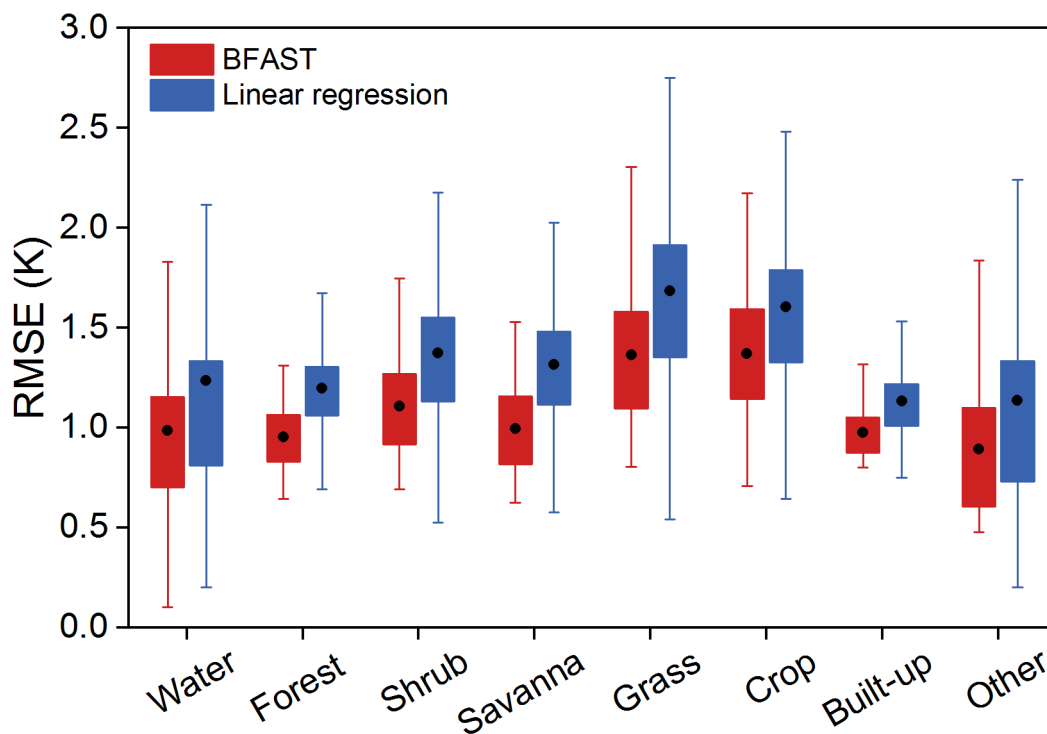 BFAST
Linear regression
RMSE (K)
3.0
2.5
2.0
1.5
1.0
0.5
0.0
Water
Forest
Shrub
Savanna
Grass
Crop
Built-up
Other